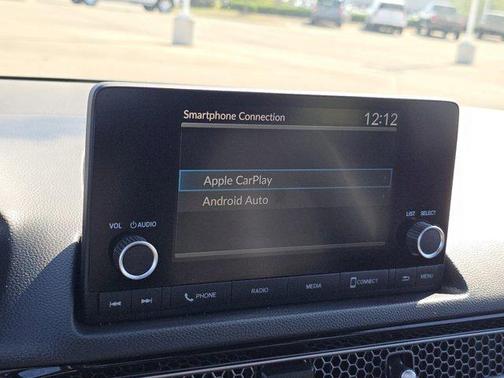 Smartphone Connection 12:12
Apple CarPlay
Android Auto
VOL AUDIO
LIST SELECT
PHONE RADIO MEDIA CONNECT MENU